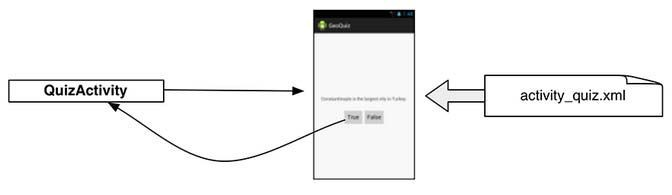 GeoQuiz
QuizActivity
Constantinople is the largest city in Turkey.
True False
activity_quiz.xml